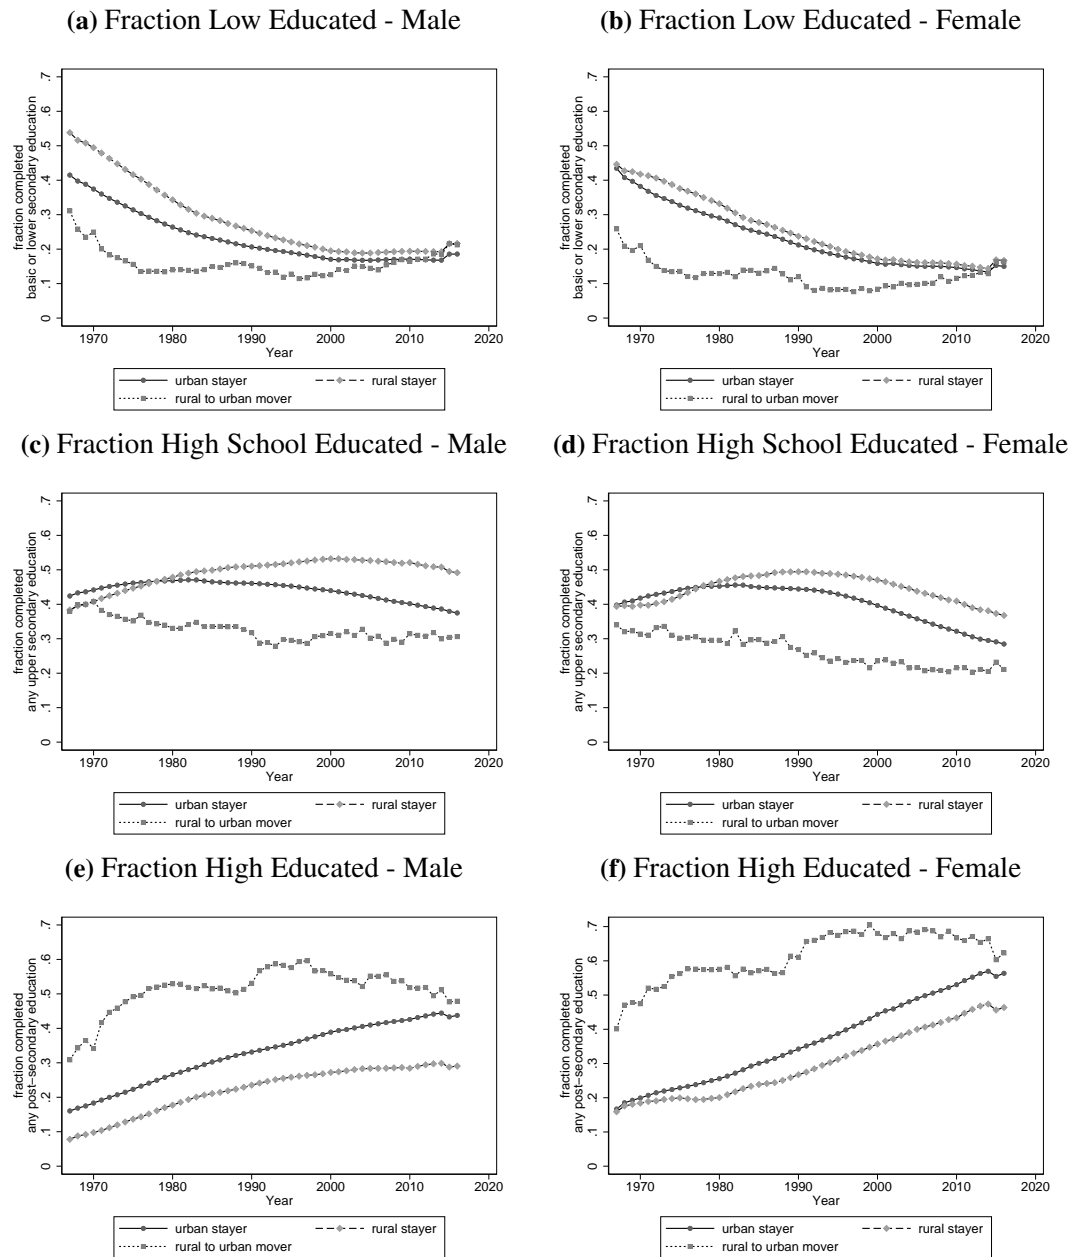 (a) Fraction Low Educated - Male
fraction completed
basic or lower secondary education
0 .1 .2 .3 .4 .5 .6 .7
1970 1980 1990 2000 2010 2020
Year
urban stayer rural stayer
rural to urban mover
(b) Fraction Low Educated - Female
fraction completed
basic or lower secondary education
0 .1 .2 .3 .4 .5 .6 .7
1970 1980 1990 2000 2010 2020
Year
urban stayer rural stayer
rural to urban mover
(c) Fraction High School Educated - Male
fraction completed
any upper secondary education
0 .1 .2 .3 .4 .5 .6 .7
1970 1980 1990 2000 2010 2020
Year
urban stayer rural stayer
rural to urban mover
(d) Fraction High School Educated - Female
fraction completed
any upper secondary education
0 .1 .2 .3 .4 .5 .6 .7
1970 1980 1990 2000 2010 2020
Year
urban stayer rural stayer
rural to urban mover
(e) Fraction High Educated - Male
fraction completed
any post−secondary education
0 .1 .2 .3 .4 .5 .6 .7
1970 1980 1990 2000 2010 2020
Year
urban stayer rural stayer
rural to urban mover
(f) Fraction High Educated - Female
fraction completed
any post−secondary education
0 .1 .2 .3 .4 .5 .6 .7
1970 1980 1990 2000 2010 2020
Year
urban stayer rural stayer
rural to urban mover